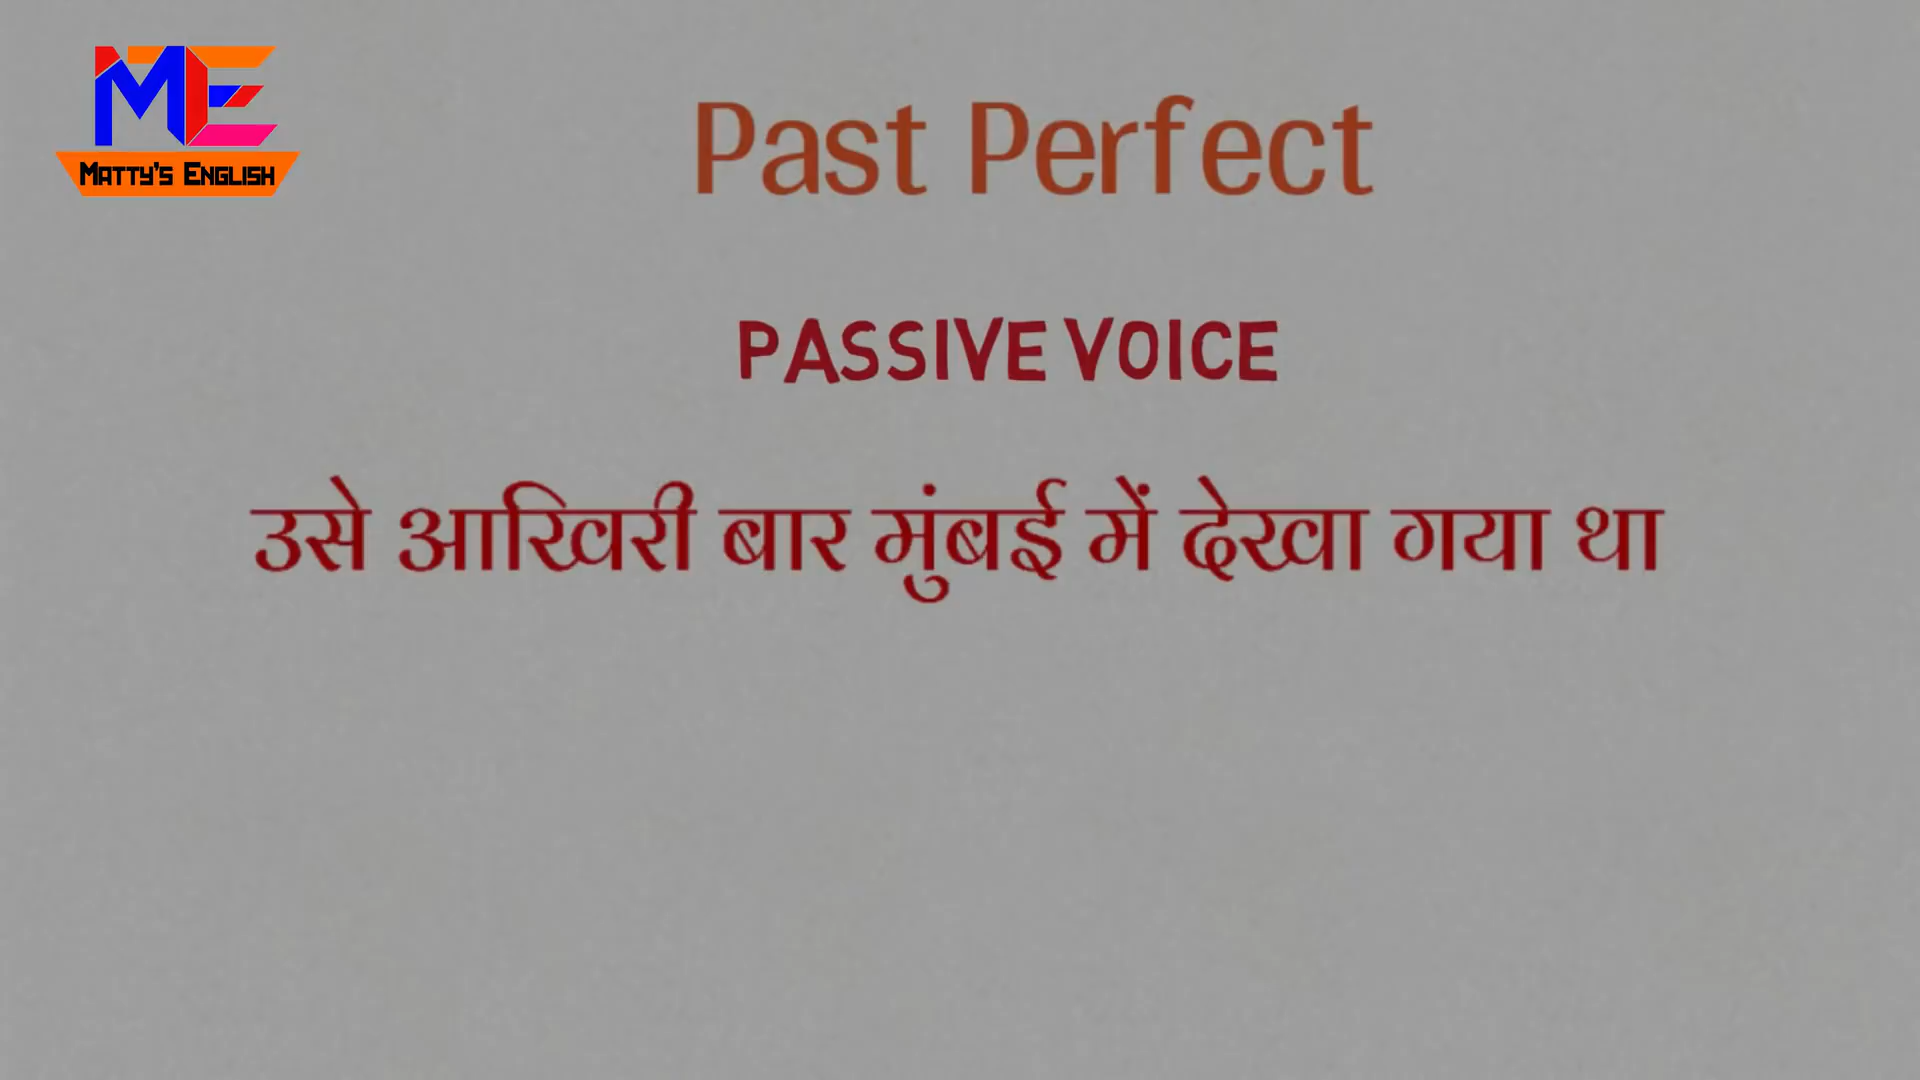 ME
MATTY'S ENGLISH
Past Perfect
PASSIVE VOICE
उसे आखिरी बार मुंबई में देखा गया था